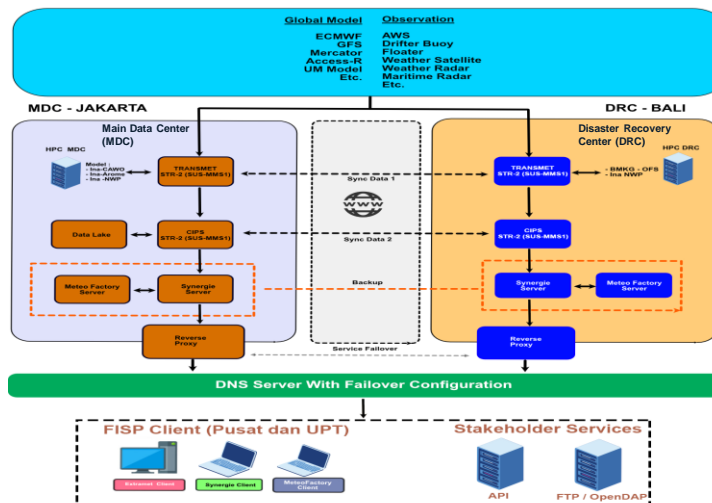 Global Model
ECMWF
GFS
Mercator
Access-R
UM Model
Etc.
Observation
AWS
Drifter Buoy
Floater
Weather Satellite
Weather Radar
Maritime Radar
Etc.
MDC - JAKARTA
DRC - BALI
Main Data Center
(MDC)
HPC MDC
Model :
- Ina-CAWO
- Ina-Arome
- Ina -NWP
TRANSMET
STR-2 (SUS-MMS1)
Data Lake
CIPS
STR-2 (SUS-MMS1)
Meteo Factory
Server
Synergie
Server
Reverse
Proxy
Sync Data 1
WWW
Sync Data 2
Backup
Service Failover
Disaster Recovery
Center (DRC)
HPC DRC
TRANSMET
STR-2 (SUS-MMS1)
- BMKG - OFS
- Ina NWP
CIPS
STR-2 (SUS-MMS1)
Synergie
Server
Meteo Factory
Server
Reverse
Proxy
DNS Server With Failover Configuration
FISP Client (Pusat dan UPT)
Extramet Client
Synergie Client
MeteoFactory
Client
Stakeholder Services
API
FTP / OpenDAP